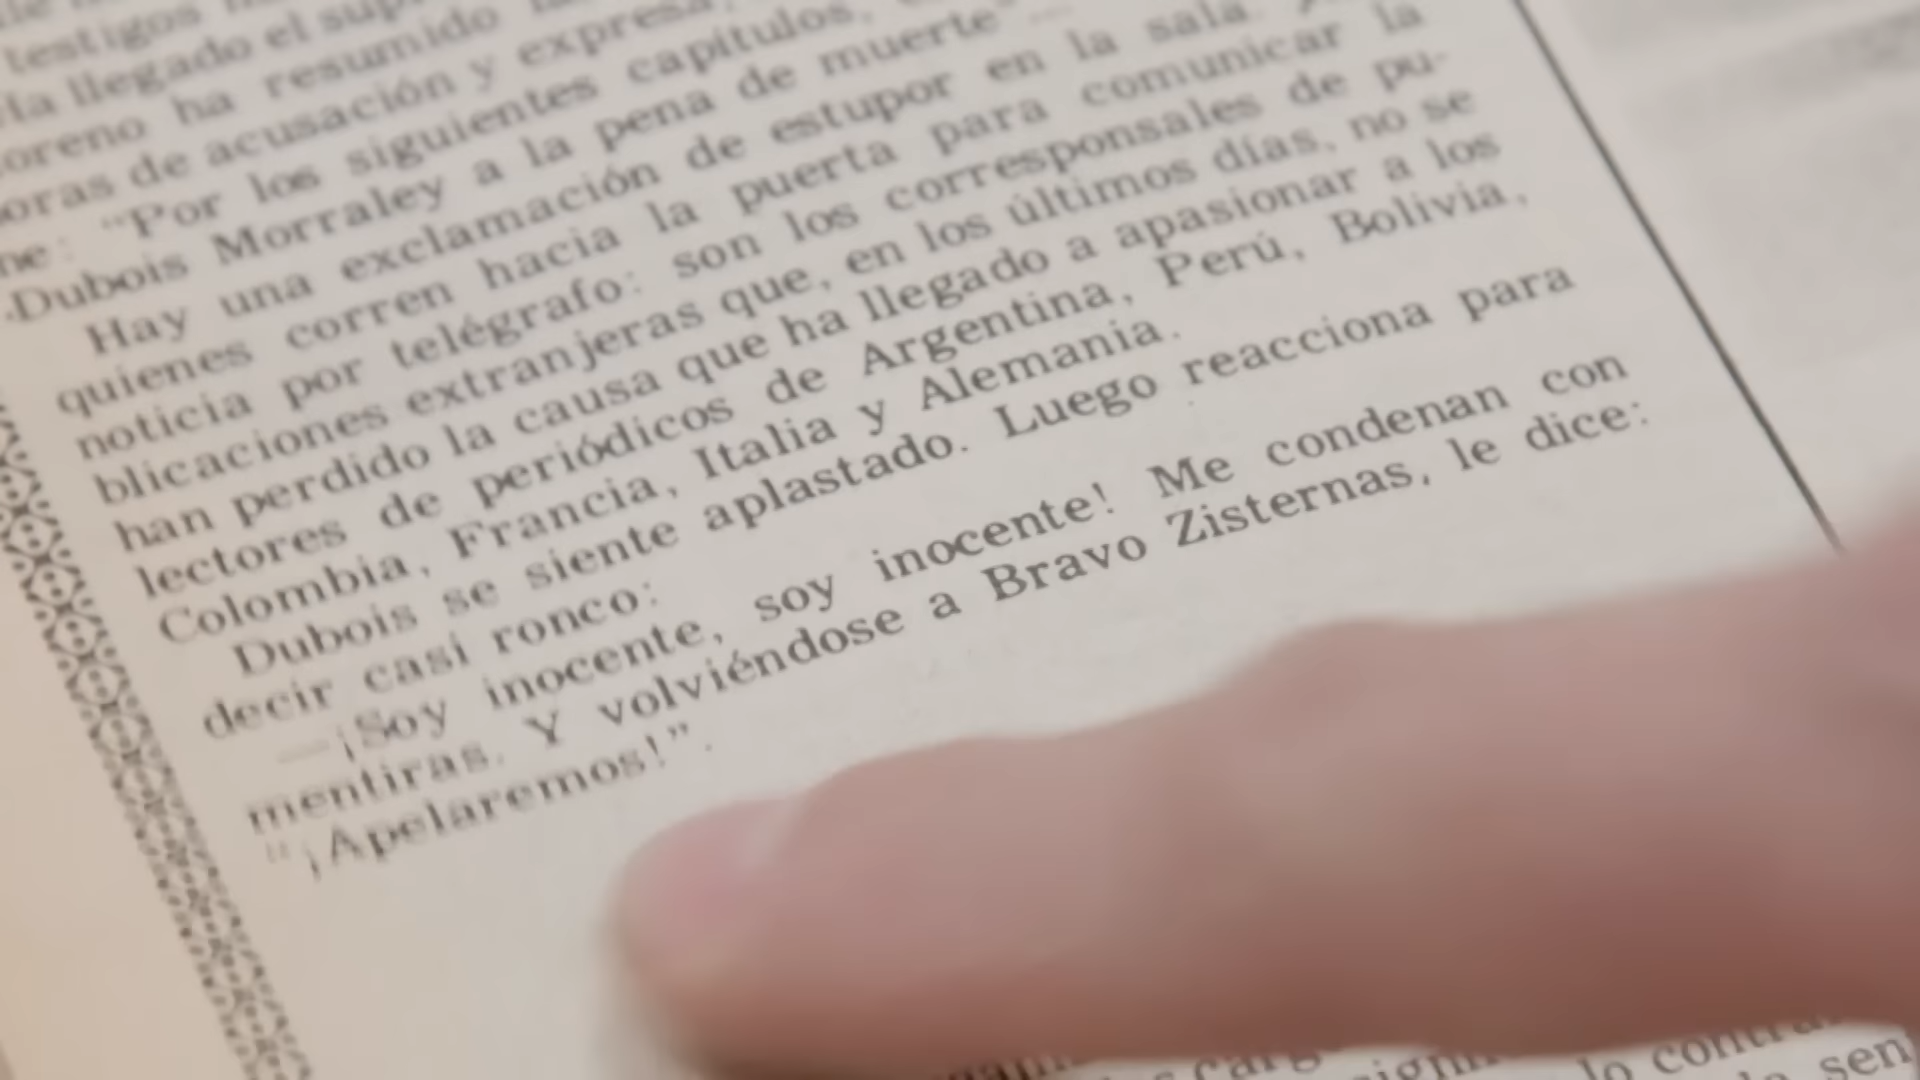 testigos
ha llegado el
oreno ha resumido
oras de acusación y expresa,
ne: "Por los siguientes capítulos,
Dubois Morraley a la pena de muerte"
Hay una exclamación de estupor en la sala.
quienes corren hacia la puerta para comunicar la
noticia por telégrafo: son los corresponsales de pu-
blicaciones extranjeras que, en los últimos días, no se
han perdido la causa que ha llegado a apasionar a los
lectores de periódicos de Argentina, Perú, Bolivia,
Colombia, Francia, Italia y Alemania.
Dubois se siente aplastado. Luego reacciona para
decir casi ronco:
—¡Soy inocente, soy inocente! Me condenan con
mentiras. Y volviéndose a Bravo Zisternas, le dice:
"¡Apelaremos!".
lo
sen